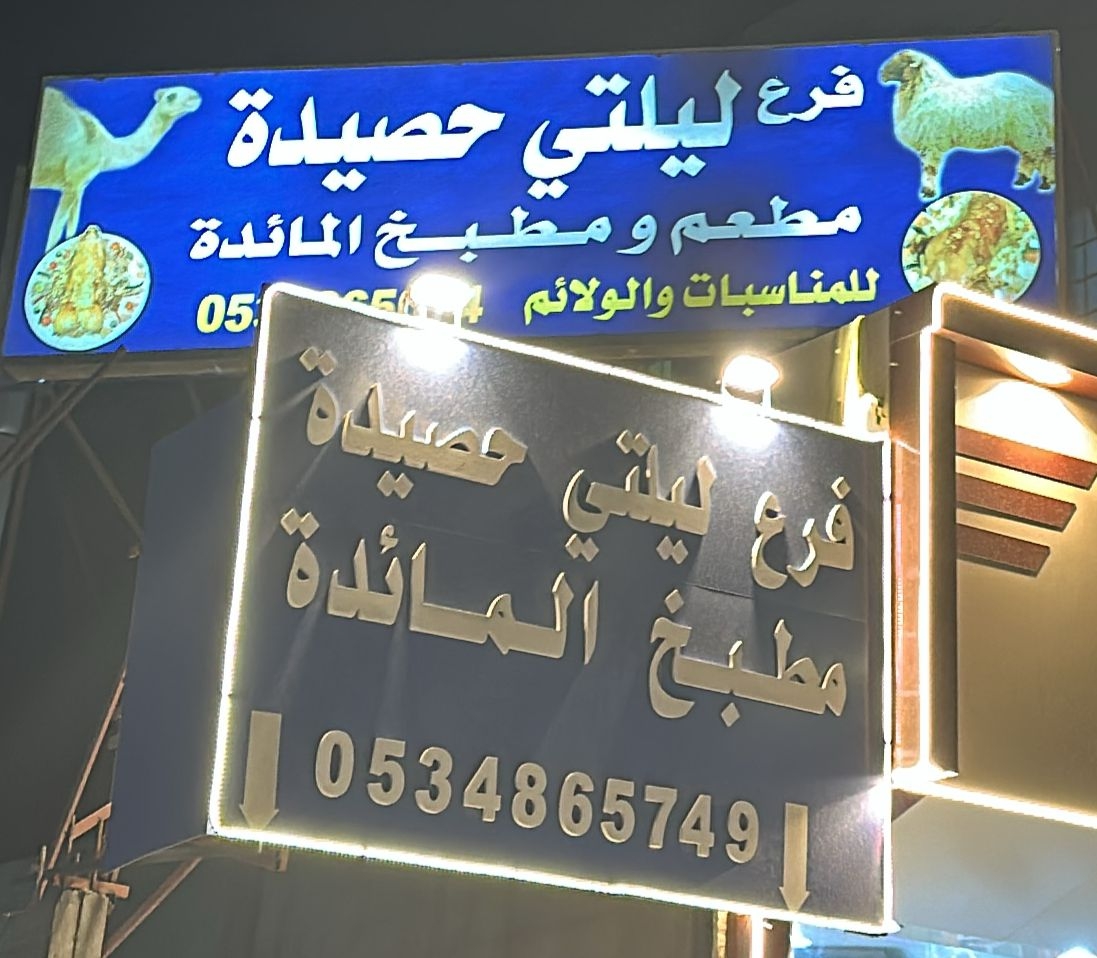 فرع ليلتي حصيدة
مطعم و مطبخ المائدة
للمناسبات والولائم
فرع ليلتي حصيدة
مطبخ المائدة
0534865749